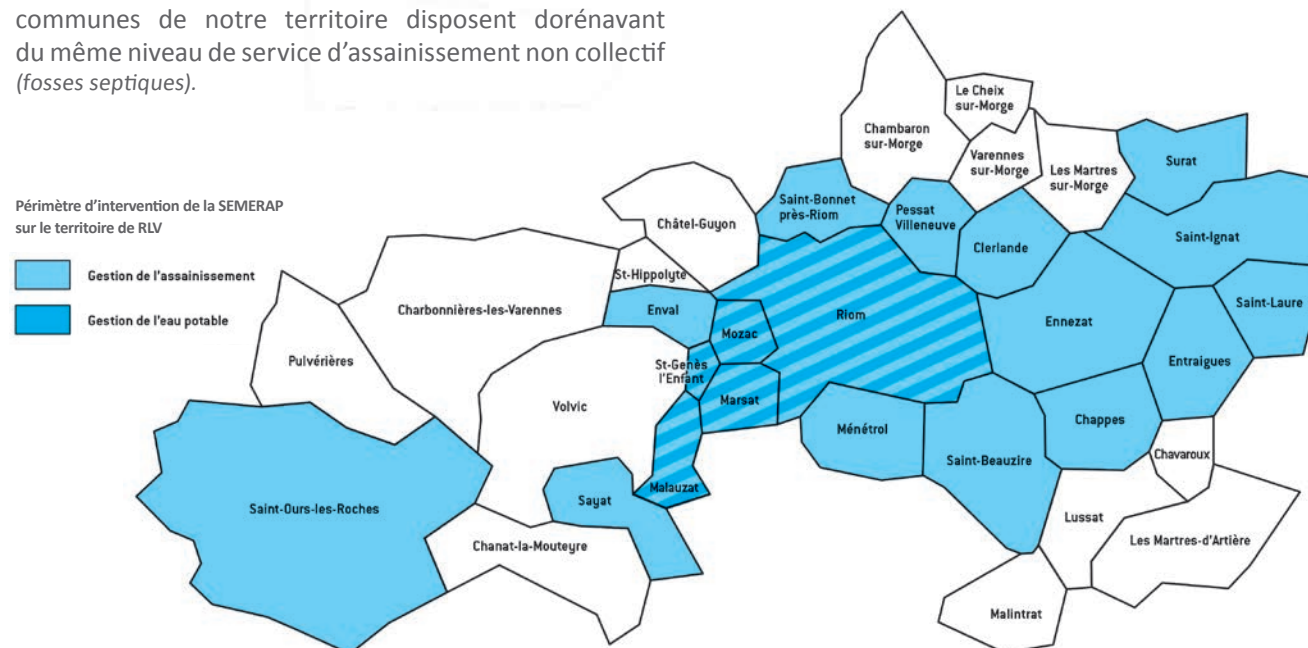 communes de notre territoire disposent dorénavant
du même niveau de service d’assainissement non collectif
(fosses septiques).
Périmètre d’intervention de la SEMERAP
sur le territoire de RLV
Gestion de l’assainissement
Gestion de l’eau potable
Le Cheix
sur-Morge
Chambaron
sur-Morge
Varennes
sur-Morge
Les Martres
sur-Morge
Surat
Saint-Bonnet
près-Riom
Pessat
Villeneuve
Châtel-Guyon
Clerlande
Saint-Ignat
St-Hippolyte
Saint-Laure
Charbonnières-les-Varennes
Enval
Mozac
Riom
Ennezat
Pulvérières
St-Genès
l’Enfant
Entraigues
Volvic
Marsat
Ménétrol
Chappes
Saint-Beauzire
Chavaroux
Malauzat
Sayat
Saint-Ours-les-Roches
Lussat
Chanat-la-Mouteyre
Les Martres-d’Artière
Malintrat